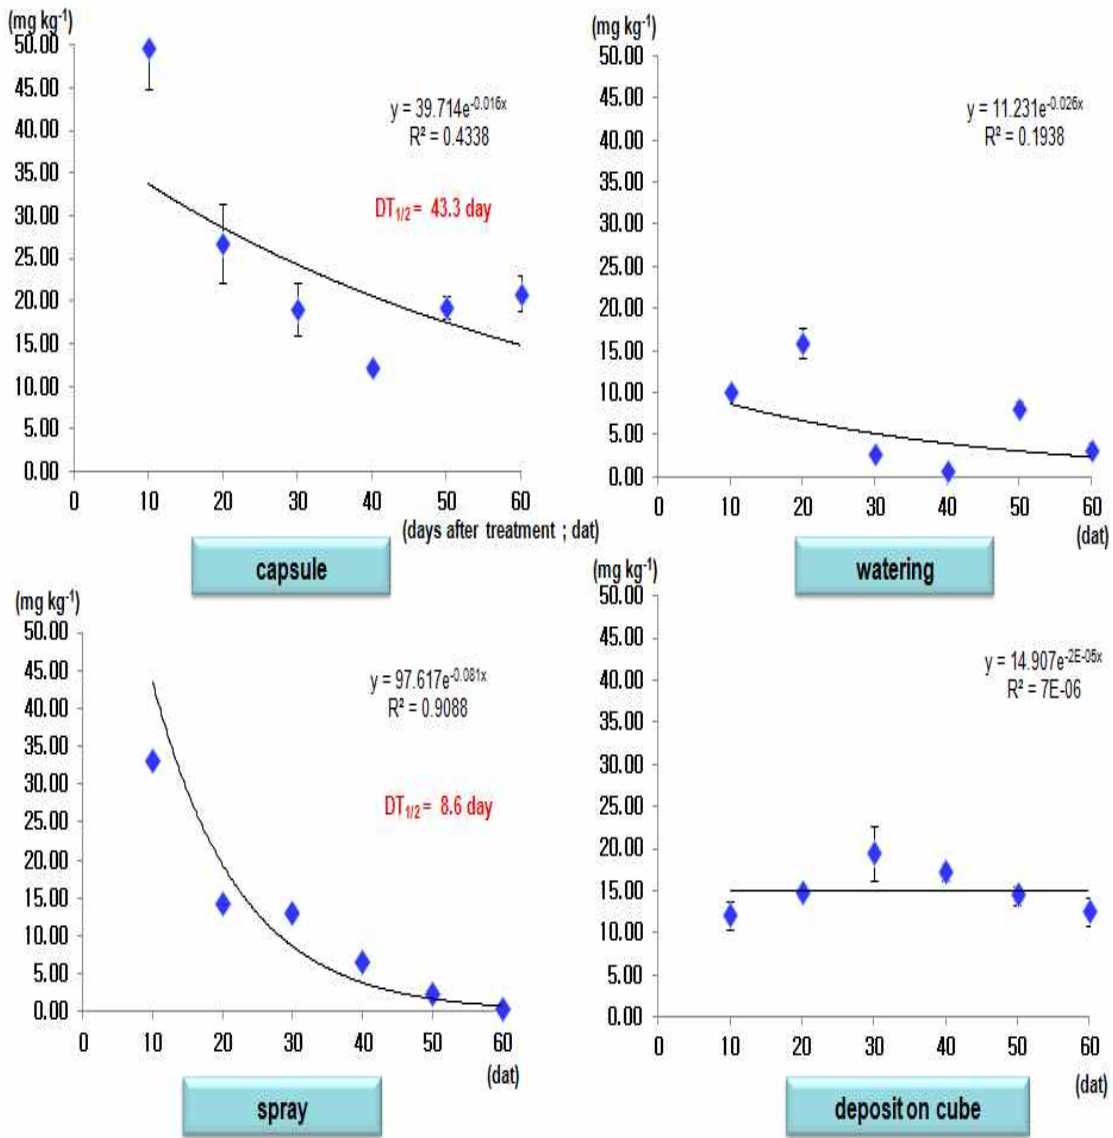 (mg kg⁻¹)
50.00
45.00
40.00
35.00
30.00
25.00
20.00
15.00
10.00
5.00
0.00
y = 39.714e^-0.016x
R² = 0.4338
DT1/2 = 43.3 day
0 10 20 30 40 50 60
(days after treatment ; dat)
capsule
(mg kg⁻¹)
50.00
45.00
40.00
35.00
30.00
25.00
20.00
15.00
10.00
5.00
0.00
y = 11.231e^-0.026x
R² = 0.1938
0 10 20 30 40 50 60
(dat)
watering
(mg kg⁻¹)
50.00
45.00
40.00
35.00
30.00
25.00
20.00
15.00
10.00
5.00
0.00
y = 97.617e^-0.081x
R² = 0.9088
DT1/2 = 8.6 day
0 10 20 30 40 50 60
(dat)
spray
(mg kg⁻¹)
50.00
45.00
40.00
35.00
30.00
25.00
20.00
15.00
10.00
5.00
0.00
y = 14.907e^-2E-05x
R² = 7E-06
0 10 20 30 40 50 60
(dat)
deposit on cube